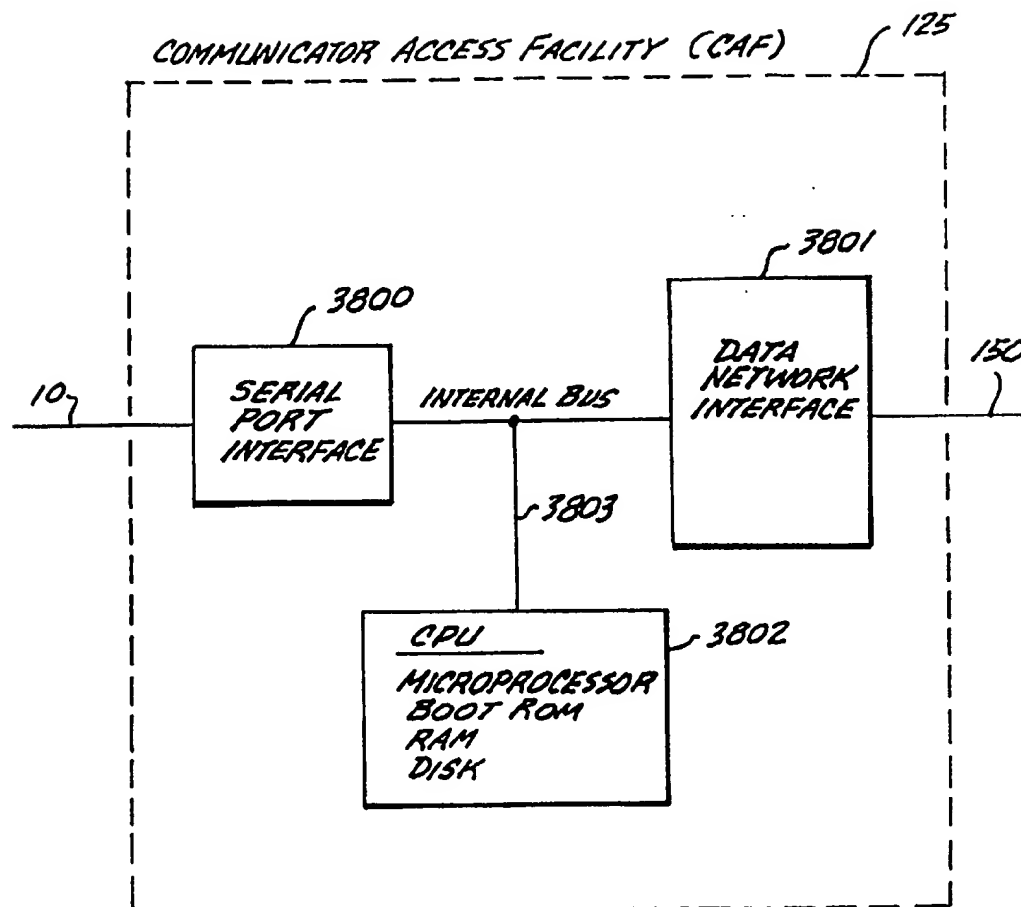 COMMUNICATOR ACCESS FACILITY (CAF)
125
3801
3800
DATA
NETWORK
INTERFACE
150
10
SERIAL
PORT
INTERFACE
INTERNAL BUS
3803
CPU
MICROPROCESSOR
BOOT ROM
RAM
DISK
3802